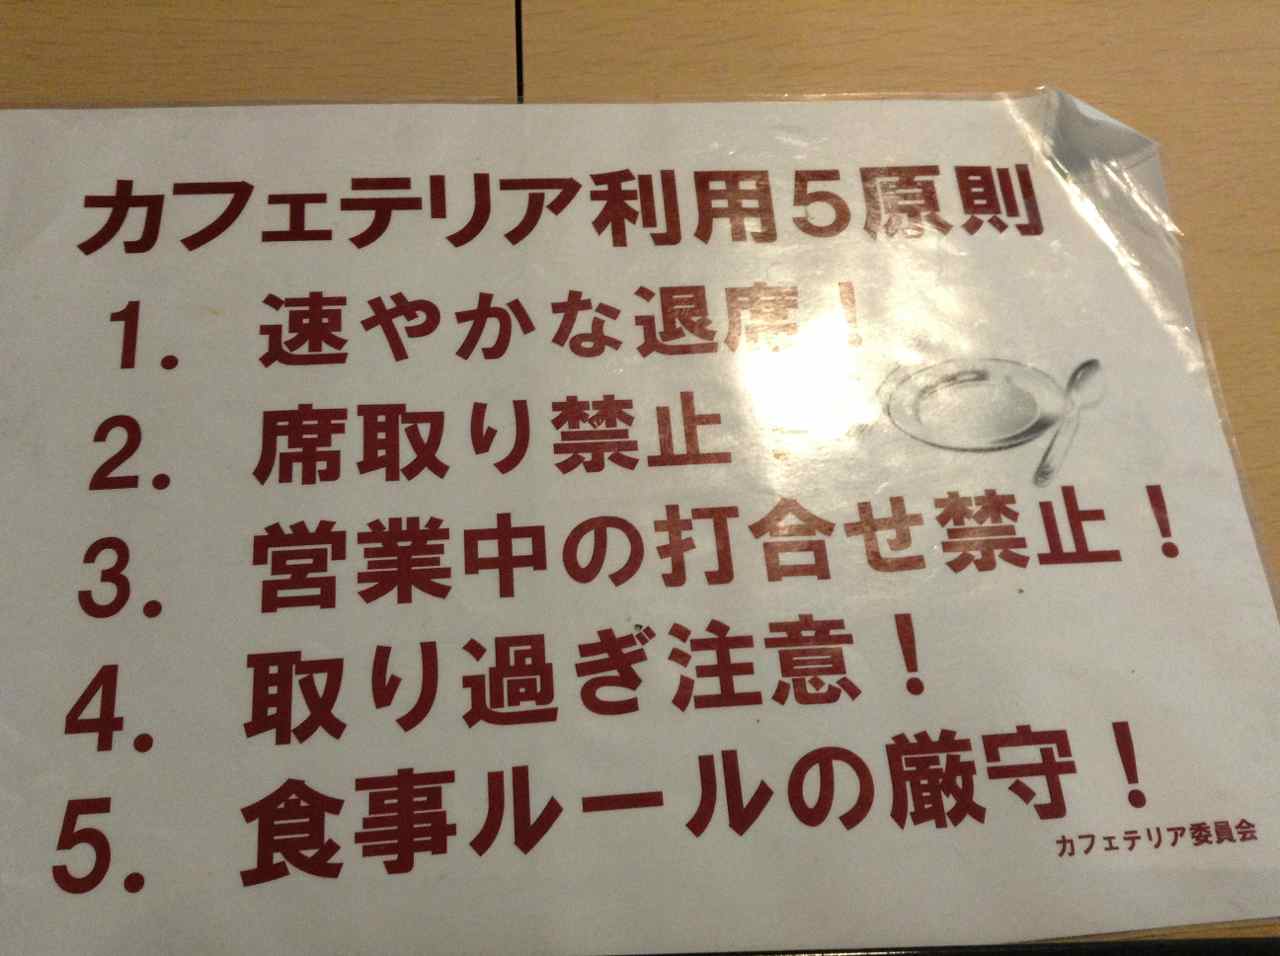 カフェテリア利用5原則
1. 速やかな退席!
2. 席取り禁止
3. 営業中の打合せ禁止!
4. 取り過ぎ注意!
5. 食事ルールの厳守!
カフェテリア委員会